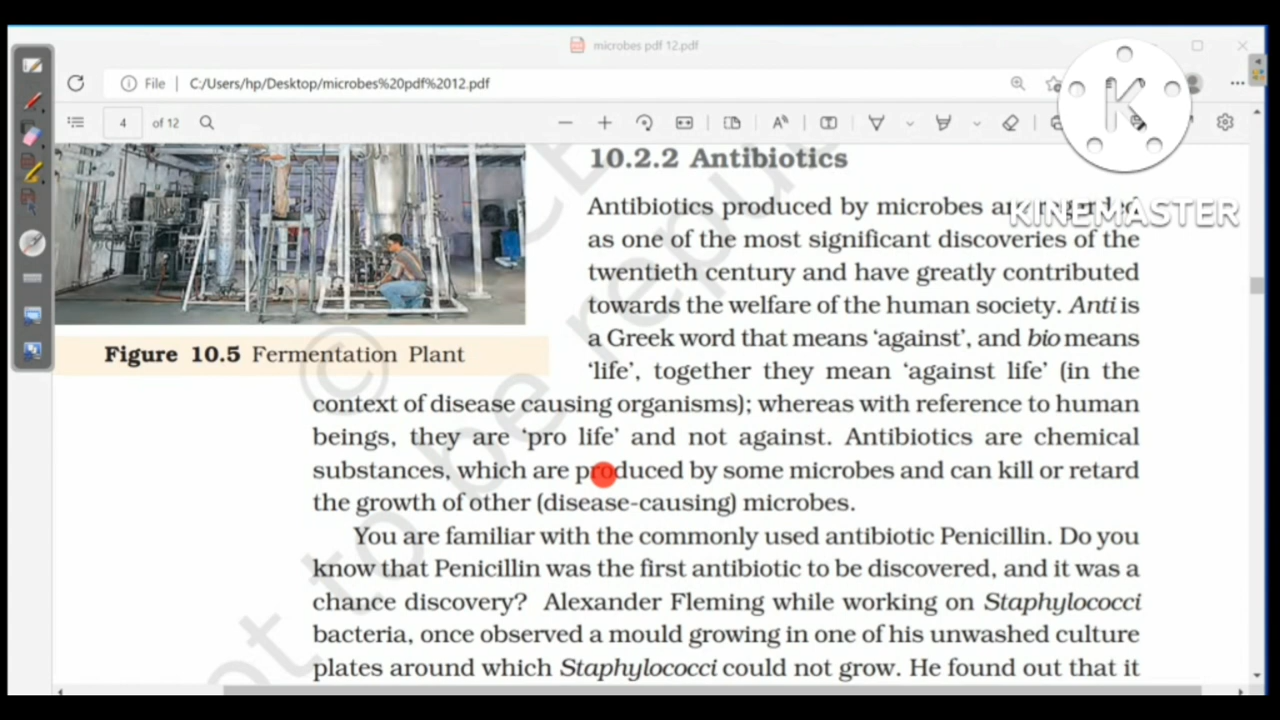 microbes pdf 12.pdf
File | C:/Users/hp/Desktop/microbes%20pdf%2012.pdf
4 of 12
KINEMASTER
10.2.2 Antibiotics
Antibiotics produced by microbes are regarded
as one of the most significant discoveries of the
twentieth century and have greatly contributed
towards the welfare of the human society. Anti is
a Greek word that means ‘against’, and bio means
‘life’, together they mean ‘against life’ (in the
Figure 10.5 Fermentation Plant
context of disease causing organisms); whereas with reference to human
beings, they are ‘pro life’ and not against. Antibiotics are chemical
substances, which are produced by some microbes and can kill or retard
the growth of other (disease-causing) microbes.
You are familiar with the commonly used antibiotic Penicillin. Do you
know that Penicillin was the first antibiotic to be discovered, and it was a
chance discovery? Alexander Fleming while working on Staphylococci
bacteria, once observed a mould growing in one of his unwashed culture
plates around which Staphylococci could not grow. He found out that it